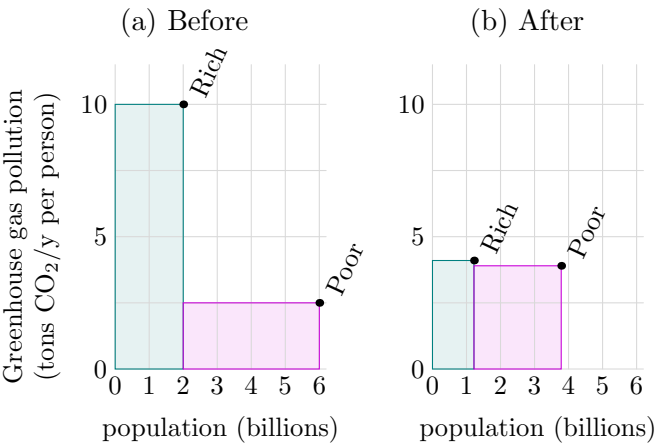 (a) Before
(b) After
Greenhouse gas pollution
(tons CO₂/y per person)
10
5
0
0 1 2 3 4 5 6
population (billions)
Rich
Poor
10
5
0
0 1 2 3 4 5 6
population (billions)
Rich
Poor